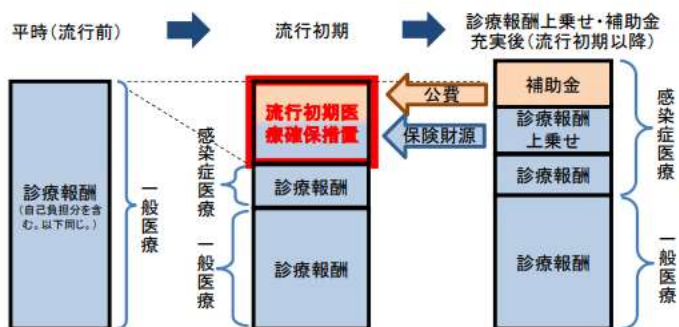 平時(流行前)
流行初期
診療報酬上乗せ・補助金
充実後(流行初期以降)
診療報酬
(自己負担分を含
む。以下同じ。)
一般医療
流行初期医
療確保措置
感染症医療
診療報酬
一般医療
診療報酬
公費
保険財源
補助金
診療報酬
上乗せ
診療報酬
感染症医療
診療報酬
一般医療